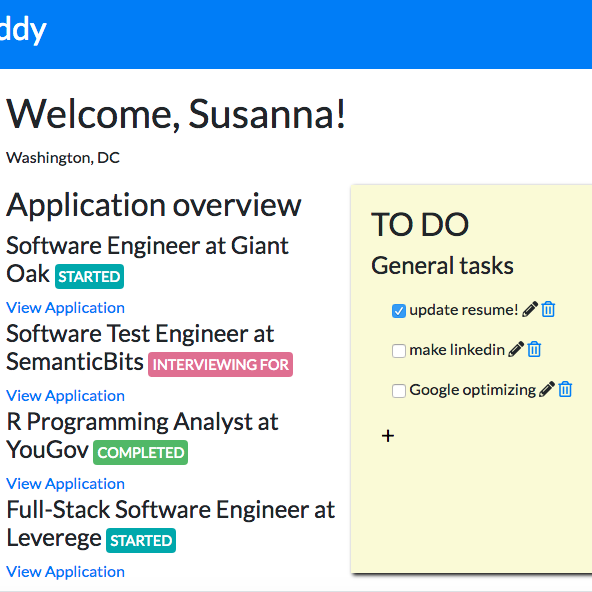 ddy
Welcome, Susanna!
Washington, DC
Application overview
Software Engineer at Giant
Oak STARTED
View Application
Software Test Engineer at
SemanticBits INTERVIEWING FOR
View Application
R Programming Analyst at
YouGov COMPLETED
View Application
Full-Stack Software Engineer at
Leverege STARTED
View Application
TO DO
General tasks
update resume!
make linkedin
Google optimizing
+